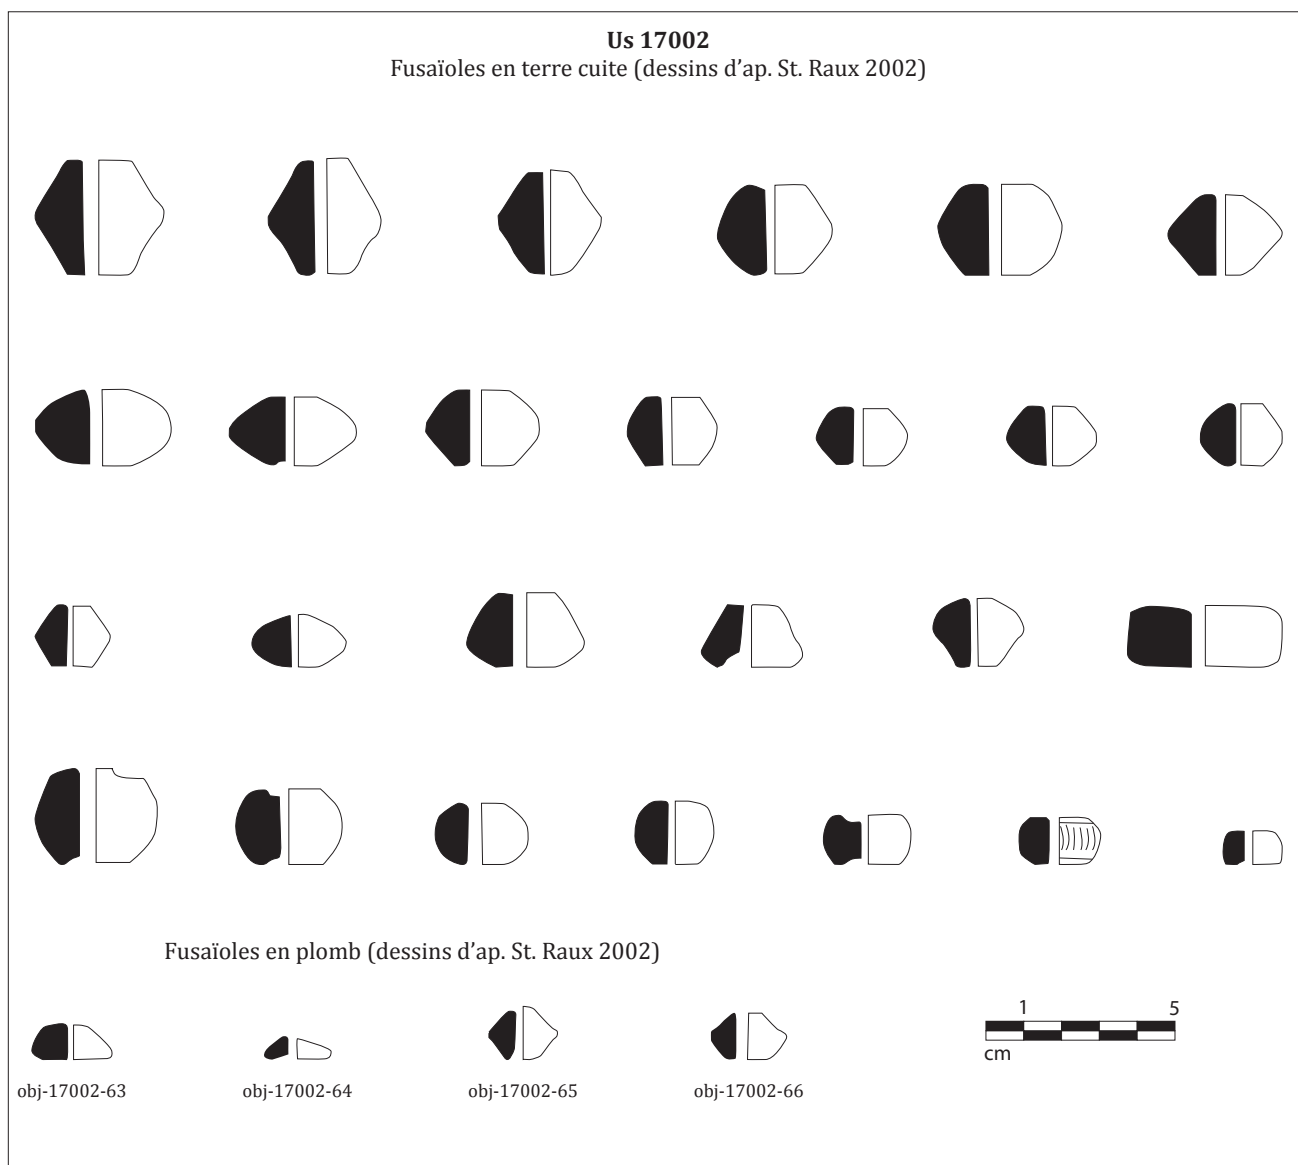 Us 17002
Fusaïoles en terre cuite (dessins d'ap. St. Raux 2002)
Fusaïoles en plomb (dessins d'ap. St. Raux 2002)
1 5
cm
obj-17002-63 obj-17002-64 obj-17002-65 obj-17002-66